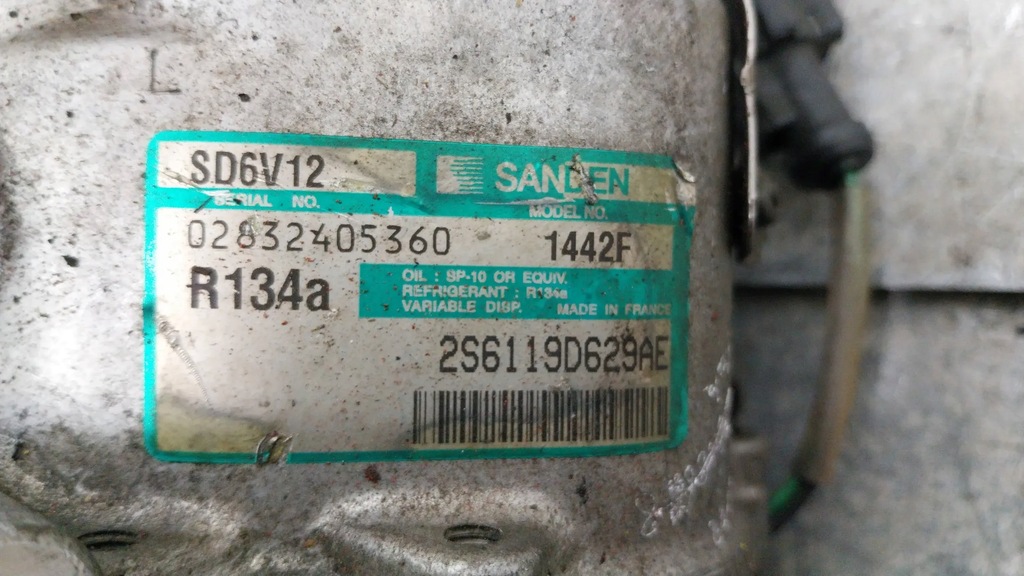 L
SD6V12 SANDEN
SERIAL NO. MODEL NO.
02832405360 1442F
R134a
OIL : SP-10 OR EQUIV.
REFRIGERANT : R134a
VARIABLE DISP. MADE IN FRANCE
2S6119D629AE